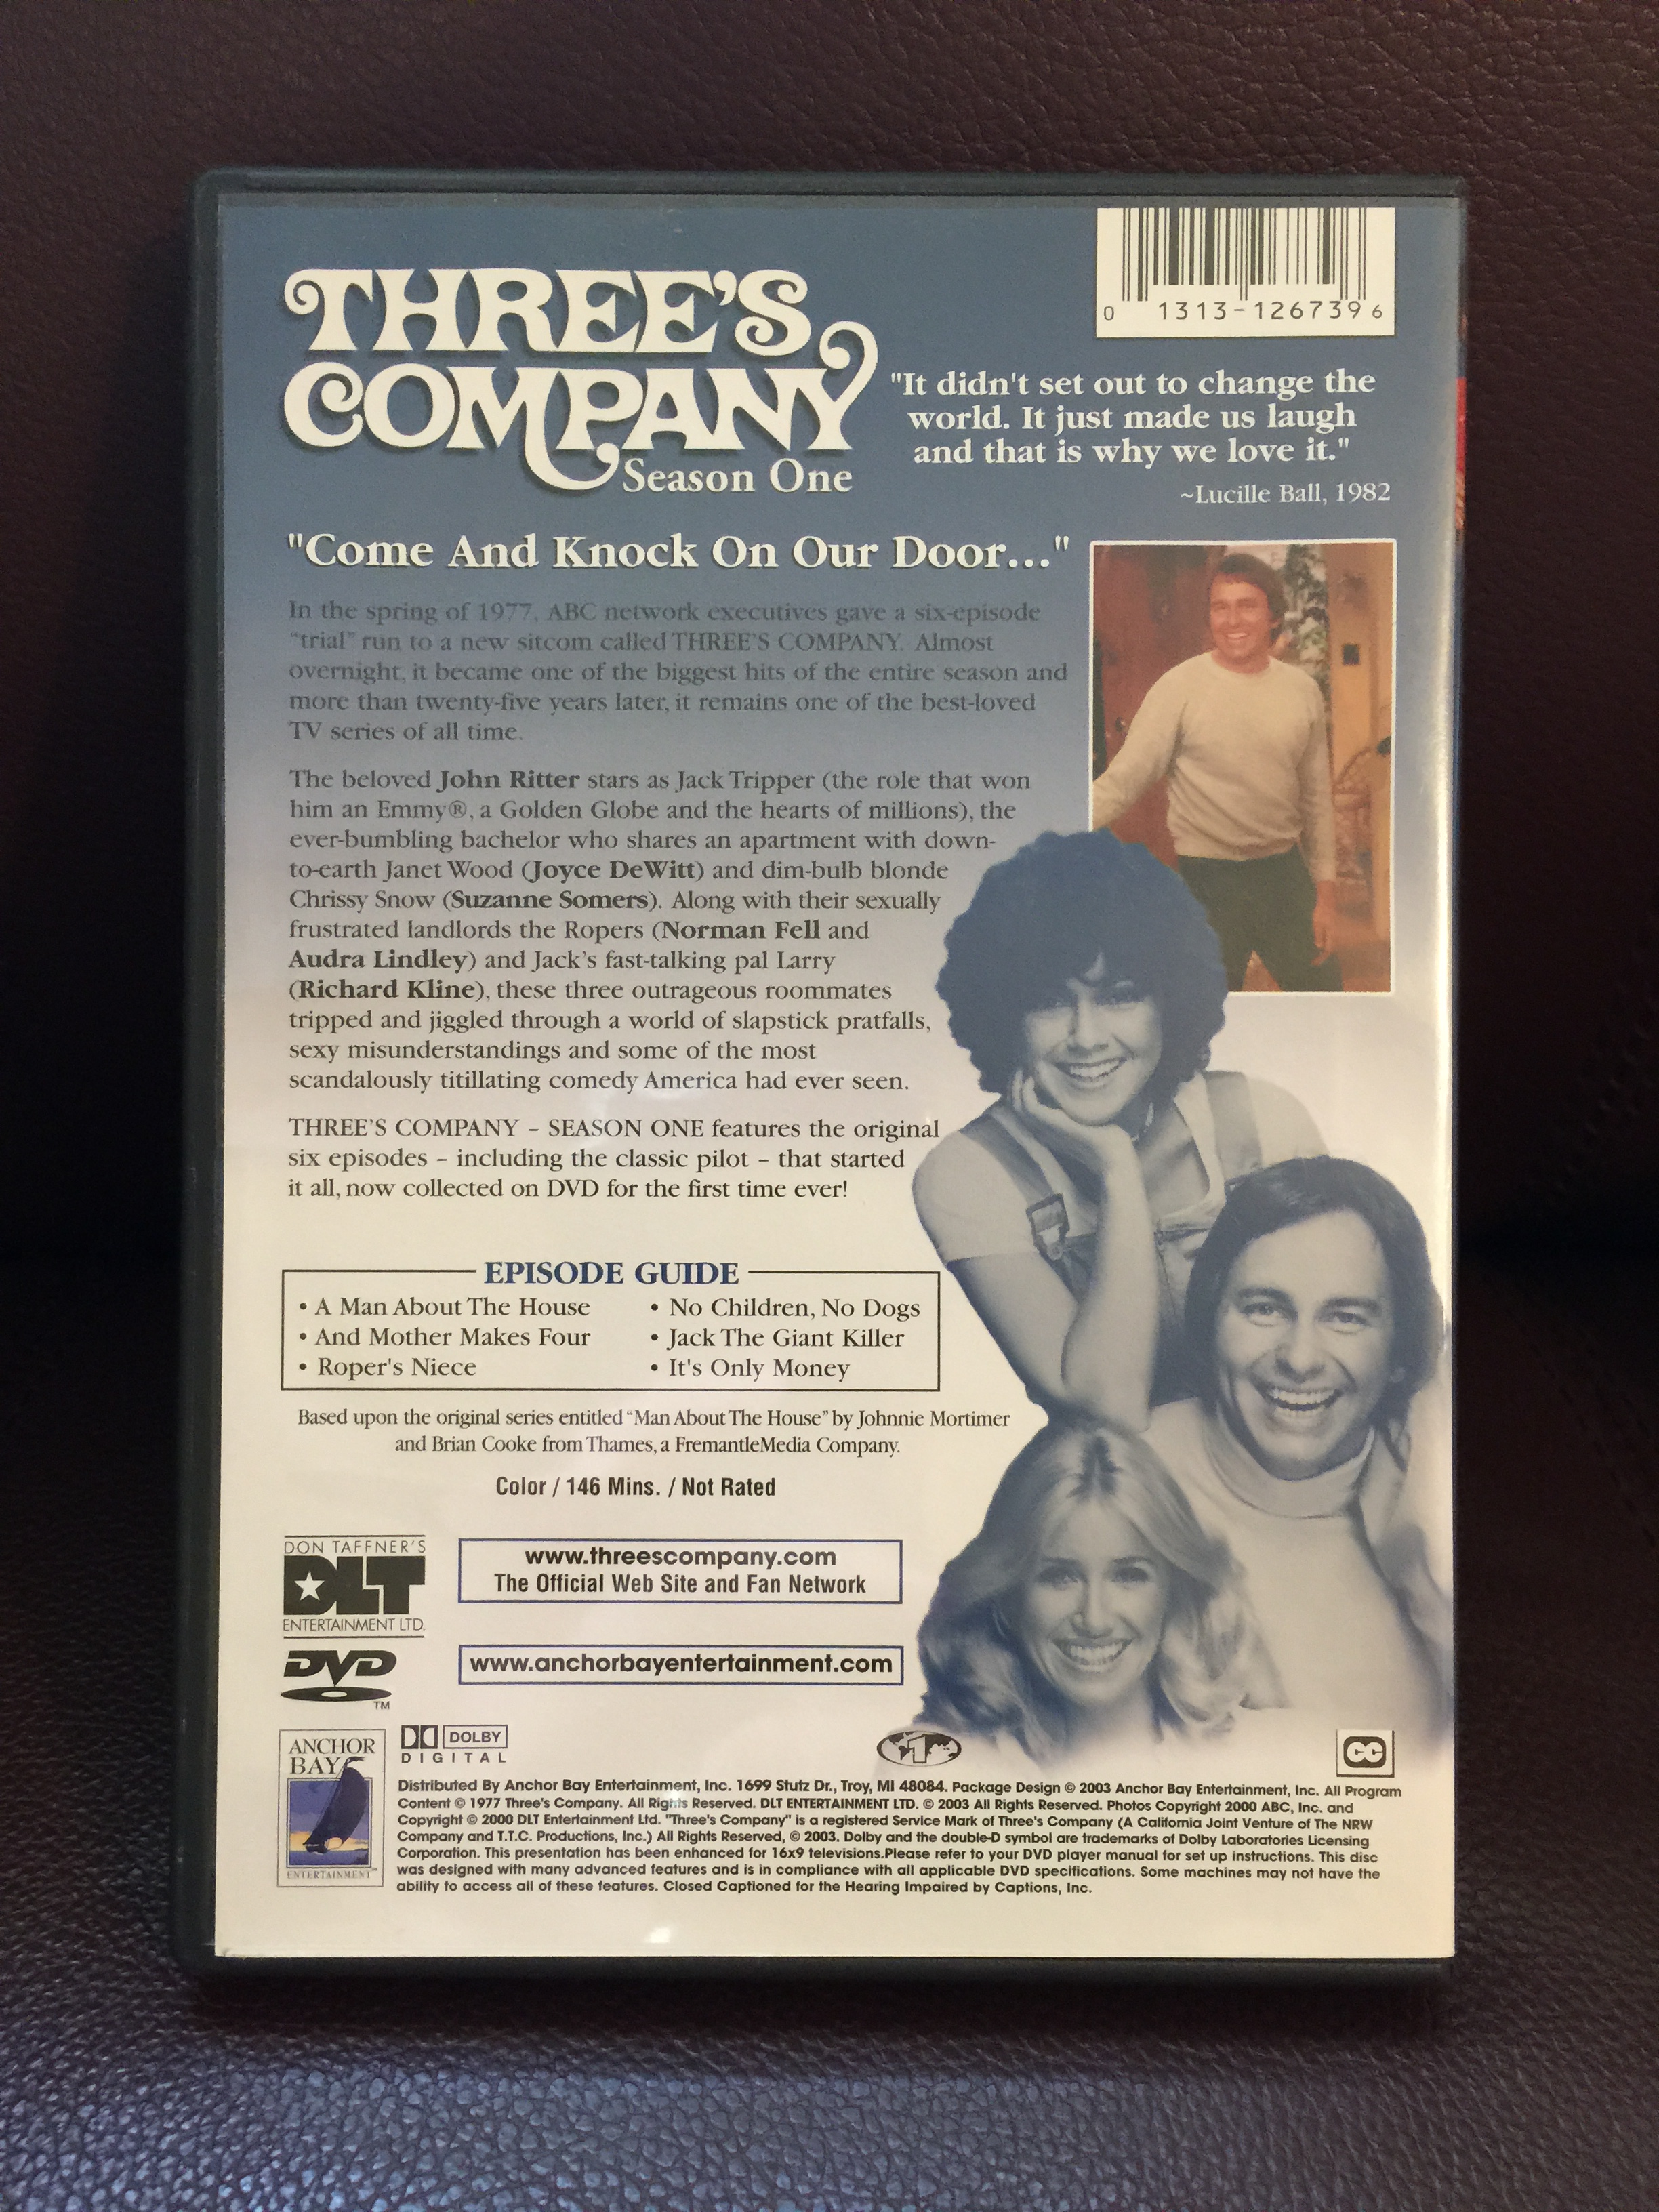 THREE'S
COMPANY
Season One
0 1313-12673 9 6
"It didn't set out to change the
world. It just made us laugh
and that is why we love it."
~Lucille Ball, 1982
"Come And Knock On Our Door..."
In the spring of 1977, ABC network executives gave a six-episode
"trial" run to a new sitcom called THREE'S COMPANY. Almost
overnight, it became one of the biggest hits of the entire season and
more than twenty-five years later, it remains one of the best-loved
TV series of all time.
The beloved John Ritter stars as Jack Tripper (the role that won
him an Emmy®, a Golden Globe and the hearts of millions), the
ever-bumbling bachelor who shares an apartment with down-
to-earth Janet Wood (Joyce DeWitt) and dim-bulb blonde
Chrissy Snow (Suzanne Somers). Along with their sexually
frustrated landlords the Ropers (Norman Fell and
Audra Lindley) and Jack's fast-talking pal Larry
(Richard Kline), these three outrageous roommates
tripped and jiggled through a world of slapstick pratfalls,
sexy misunderstandings and some of the most
scandalously titillating comedy America had ever seen.
THREE'S COMPANY – SEASON ONE features the original
six episodes – including the classic pilot – that started
it all, now collected on DVD for the first time ever!
EPISODE GUIDE
• A Man About The House
• And Mother Makes Four
• Roper's Niece
• No Children, No Dogs
• Jack The Giant Killer
• It's Only Money
Based upon the original series entitled "Man About The House" by Johnnie Mortimer
and Brian Cooke from Thames, a FremantleMedia Company.
Color / 146 Mins. / Not Rated
DON TAFFNER'S
DLT
ENTERTAINMENT LTD.
www.threescompany.com
The Official Web Site and Fan Network
DVD
TM
www.anchorbayentertainment.com
ANCHOR
BAY
ENTERTAINMENT
DOLBY
DIGITAL
1
CC
Distributed By Anchor Bay Entertainment, Inc. 1699 Stutz Dr., Troy, MI 48084. Package Design © 2003 Anchor Bay Entertainment, Inc. All Program
Content © 1977 Three's Company. All Rights Reserved. DLT ENTERTAINMENT LTD. © 2003 All Rights Reserved. Photos Copyright 2000 ABC, Inc. and
Copyright © 2000 DLT Entertainment Ltd. "Three's Company" is a registered Service Mark of Three's Company (A California Joint Venture of The NRW
Company and T.T.C. Productions, Inc.) All Rights Reserved, © 2003. Dolby and the double-D symbol are trademarks of Dolby Laboratories Licensing
Corporation. This presentation has been enhanced for 16x9 televisions.Please refer to your DVD player manual for set up instructions. This disc
was designed with many advanced features and is in compliance with all applicable DVD specifications. Some machines may not have the
ability to access all of these features. Closed Captioned for the Hearing Impaired by Captions, Inc.